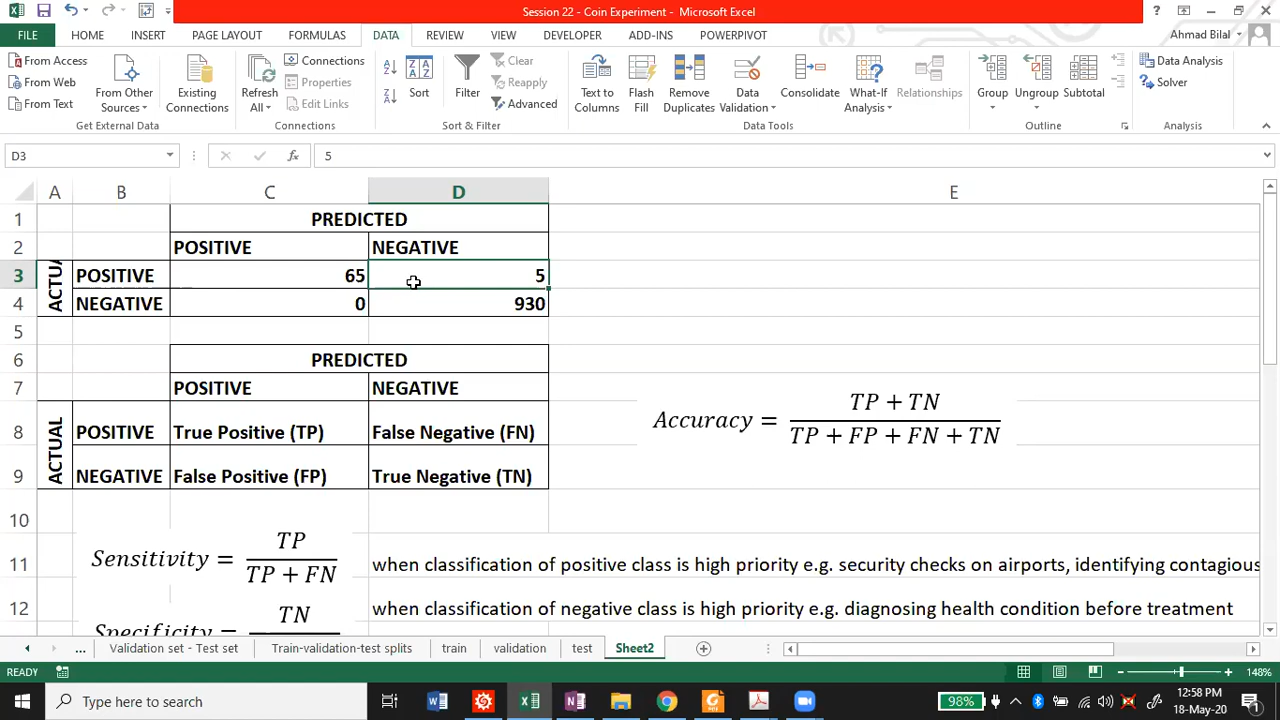 Session 22 - Coin Experiment - Microsoft Excel
FILE HOME INSERT PAGE LAYOUT FORMULAS DATA REVIEW VIEW DEVELOPER ADD-INS POWERPIVOT Ahmad Bilal
From Access
From Web
From Text
From Other Sources
Existing Connections
Get External Data
Refresh All
Connections
Properties
Edit Links
Connections
Sort
Filter
Clear
Reapply
Advanced
Sort & Filter
Text to Columns
Flash Fill
Remove Duplicates
Data Validation
Consolidate
What-If Analysis
Relationships
Data Tools
Group
Ungroup
Subtotal
Outline
Data Analysis
Solver
Analysis
D3 fx 5
A B C D E
1 PREDICTED
2 POSITIVE NEGATIVE
3 POSITIVE 65 5
4 NEGATIVE 0 930
5
6 PREDICTED
7 POSITIVE NEGATIVE
ACTUAL
8 POSITIVE True Positive (TP) False Negative (FN)
9 NEGATIVE False Positive (FP) True Negative (TN)
Accuracy = TP + TN / TP + FP + FN + TN
10
11 Sensitivity = TP / TP + FN when classification of positive class is high priority e.g. security checks on airports, identifying contagious
12 Specificity = TN when classification of negative class is high priority e.g. diagnosing health condition before treatment
... Validation set - Test set Train-validation-test splits train validation test Sheet2
READY 148%
Type here to search 98% 12:58 PM
18-May-20